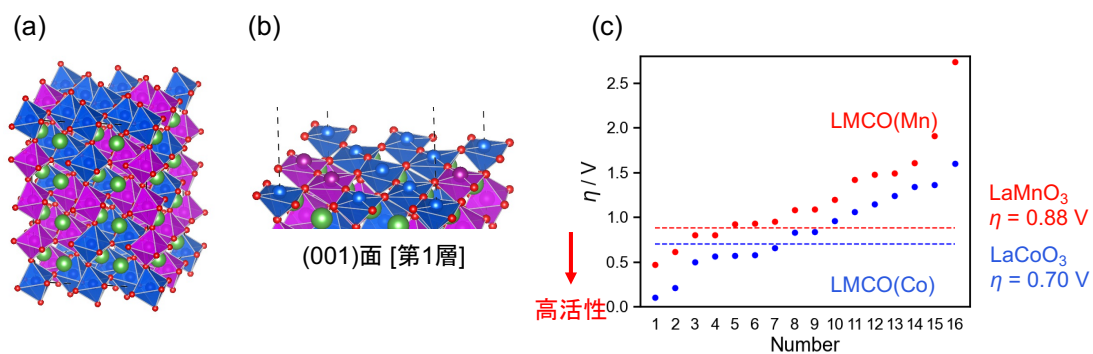 (a)
(b)
(001)面 [第1層]
(c)
2.5
2.0
1.5
1.0
0.5
0.0
η / V
LMCO(Mn)
LMCO(Co)
1 2 3 4 5 6 7 8 9 10 11 12 13 14 15 16
Number
高活性
LaMnO₃
η = 0.88 V
LaCoO₃
η = 0.70 V